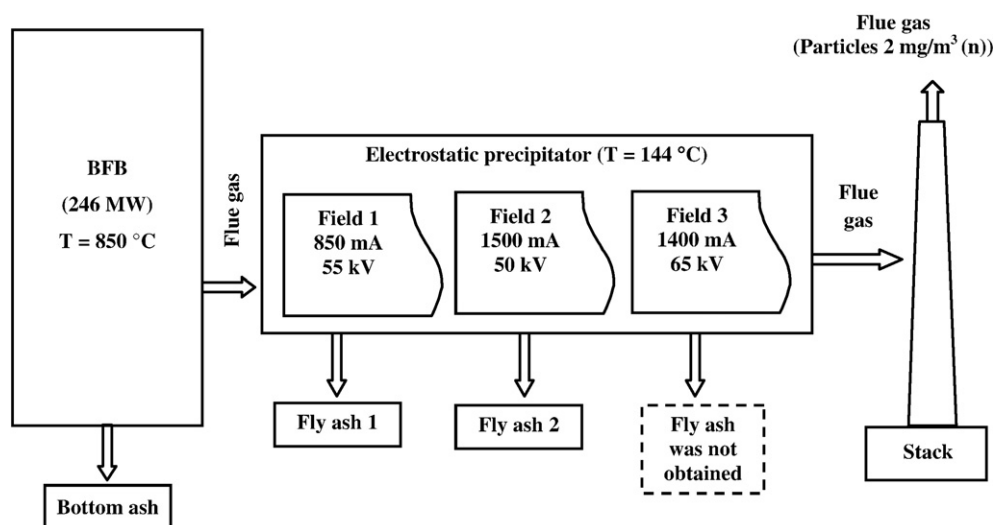 BFB
(246 MW)
T = 850 °C
Bottom ash
Flue gas
Electrostatic precipitator (T = 144 °C)
Field 1
850 mA
55 kV
Field 2
1500 mA
50 kV
Field 3
1400 mA
65 kV
Fly ash 1
Fly ash 2
Fly ash
was not
obtained
Flue
gas
Flue gas
(Particles 2 mg/m³ (n))
Stack